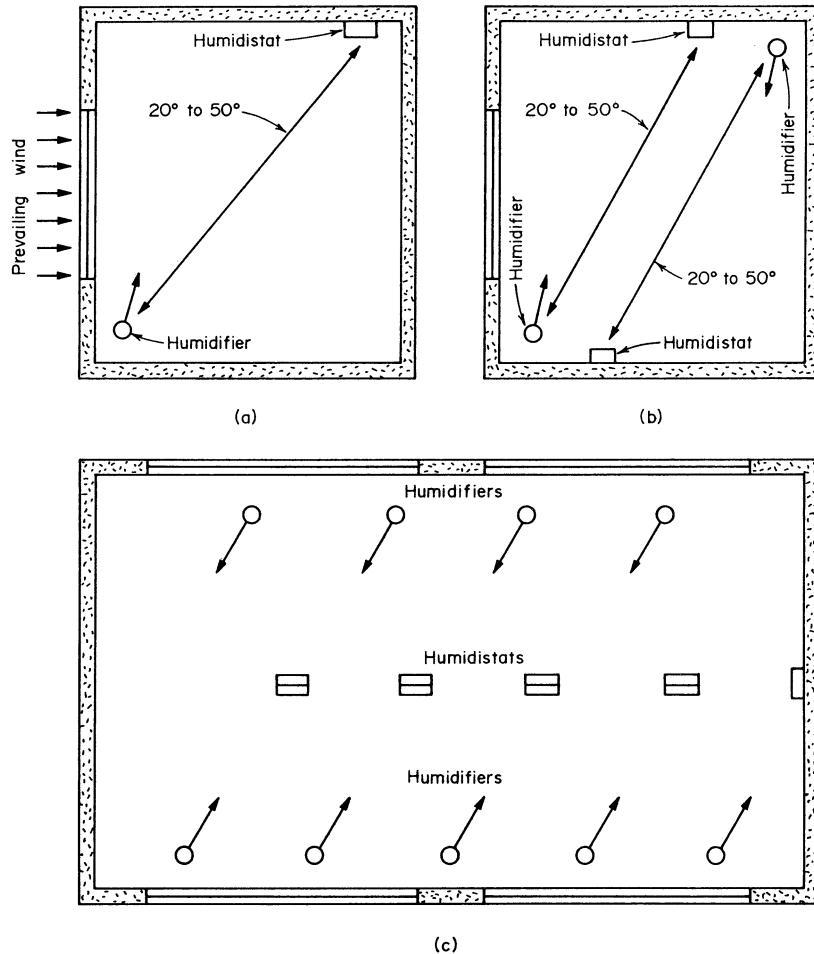 Humidistat
20° to 50°
Prevailing wind
Humidifier
(a)
Humidistat
20° to 50°
Humidifier
Humidifier
20° to 50°
Humidistat
(b)
Humidifiers
Humidistats
Humidifiers
(c)